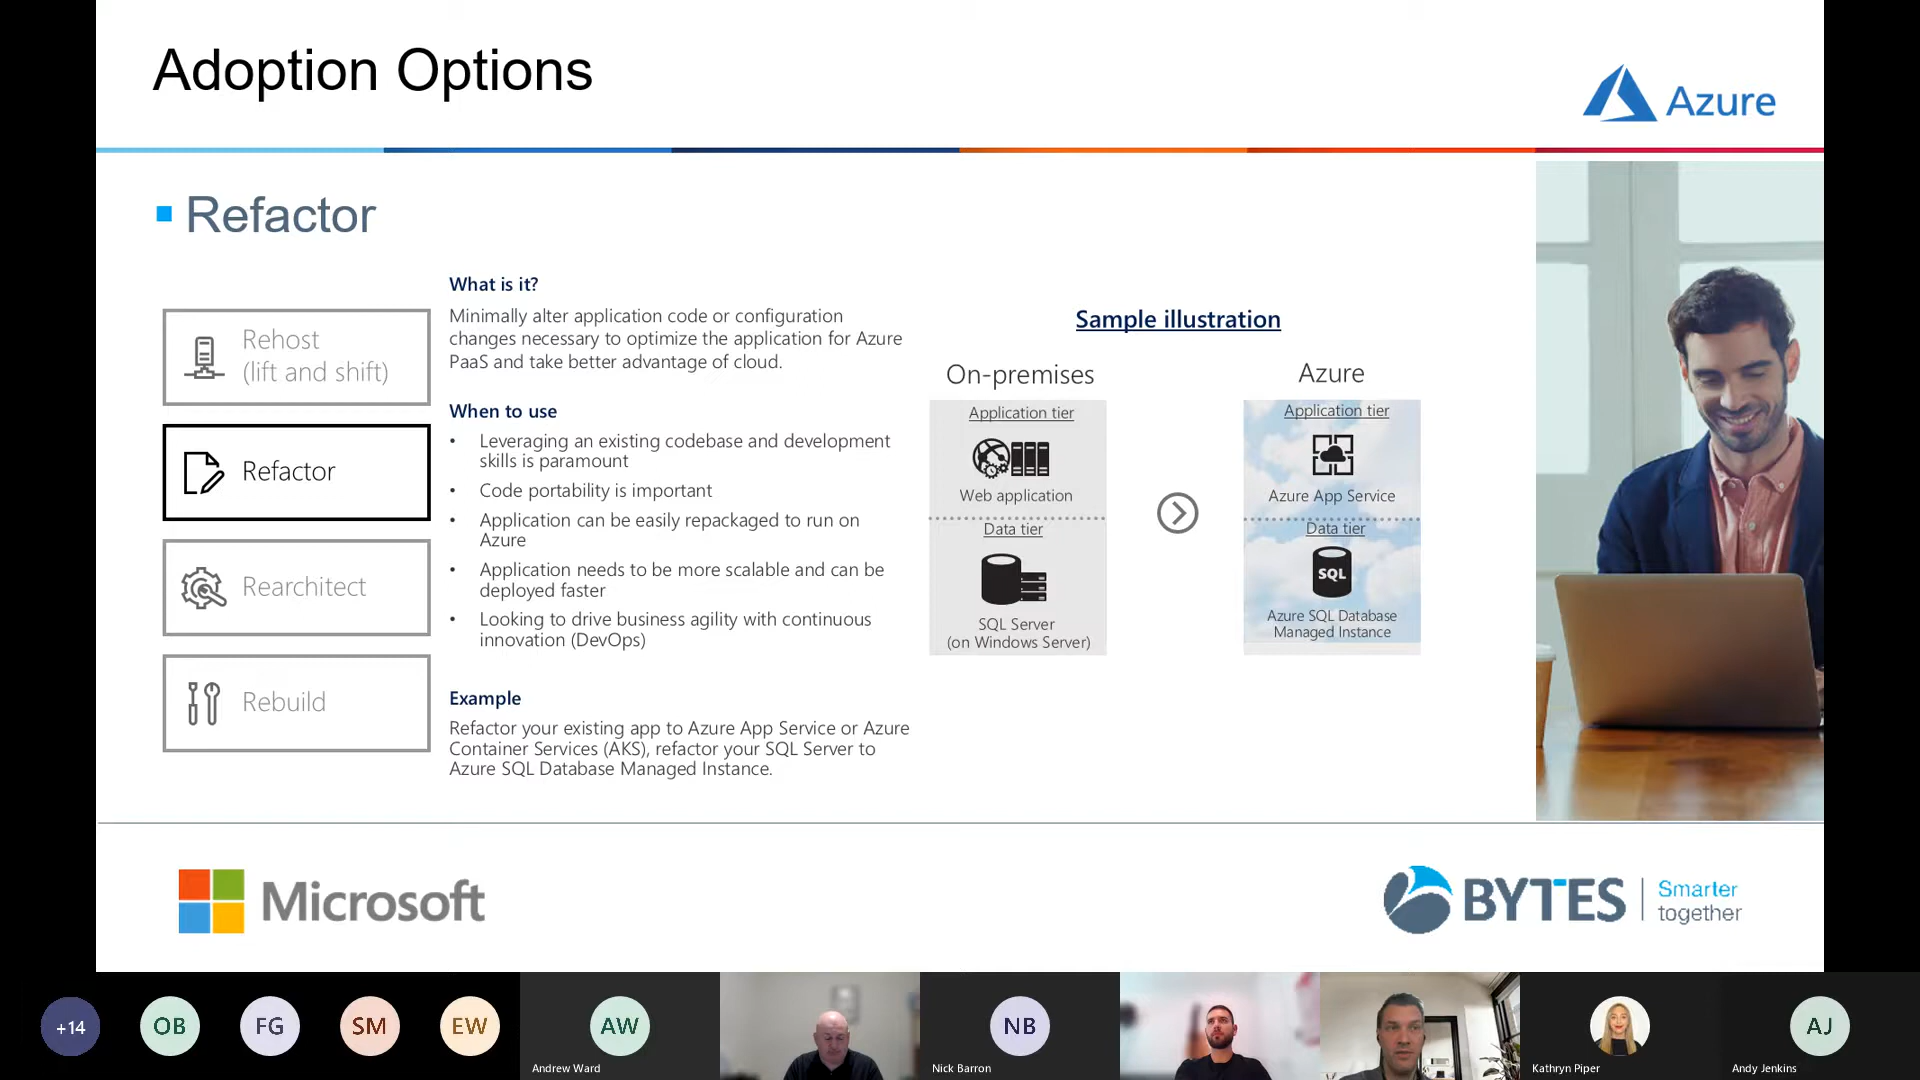 Adoption Options
Azure
Refactor
Rehost
(lift and shift)
Refactor
Rearchitect
Rebuild
What is it?
Minimally alter application code or configuration
changes necessary to optimize the application for Azure
PaaS and take better advantage of cloud.
When to use
• Leveraging an existing codebase and development
skills is paramount
• Code portability is important
• Application can be easily repackaged to run on
Azure
• Application needs to be more scalable and can be
deployed faster
• Looking to drive business agility with continuous
innovation (DevOps)
Example
Refactor your existing app to Azure App Service or Azure
Container Services (AKS), refactor your SQL Server to
Azure SQL Database Managed Instance.
Sample illustration
On-premises
Application tier
Web application
Data tier
SQL Server
(on Windows Server)
Azure
Application tier
Azure App Service
Data tier
SQL
Azure SQL Database
Managed Instance
Microsoft
BYTES
Smarter
together
+14
OB
FG
SM
EW
AW
Andrew Ward
NB
Nick Barron
Kathryn Piper
AJ
Andy Jenkins